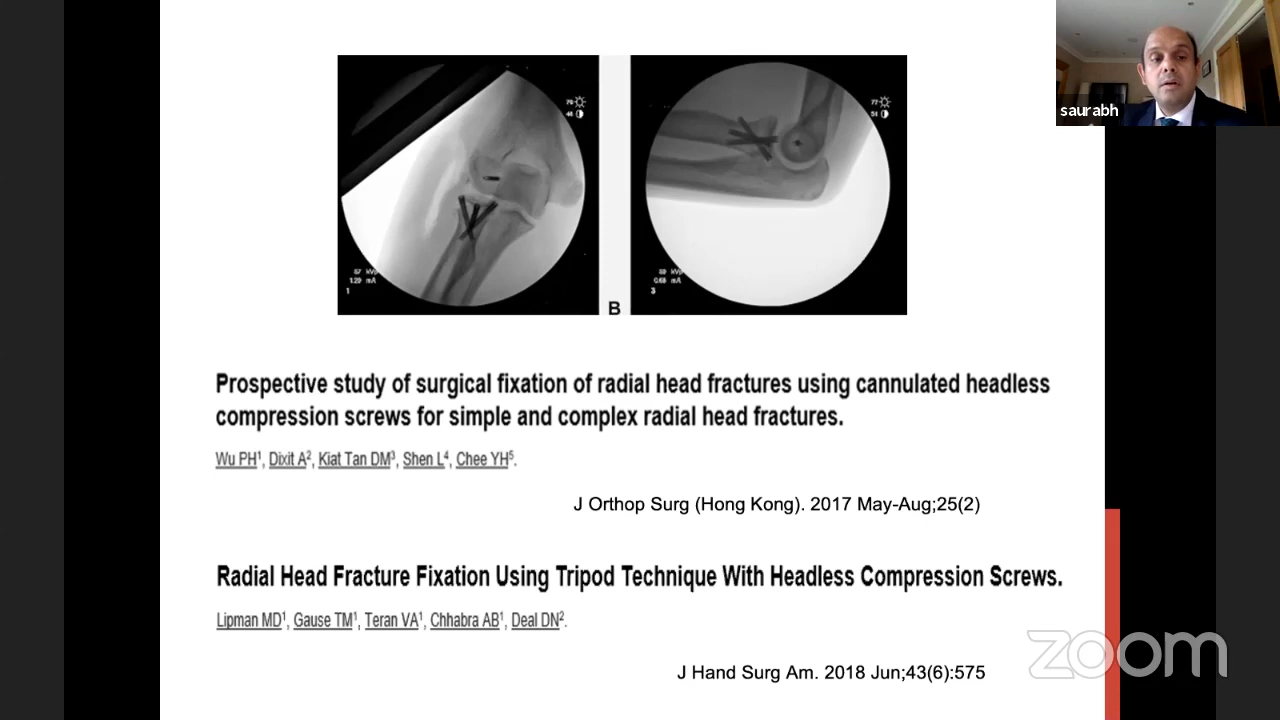 saurabh
B
Prospective study of surgical fixation of radial head fractures using cannulated headless
compression screws for simple and complex radial head fractures.
Wu PH1, Dixit A2, Kiat Tan DM3, Shen L4, Chee YH5.
J Orthop Surg (Hong Kong). 2017 May-Aug;25(2)
Radial Head Fracture Fixation Using Tripod Technique With Headless Compression Screws.
Lipman MD1, Gause TM1, Teran VA1, Chhabra AB1, Deal DN2.
J Hand Surg Am. 2018 Jun;43(6):575
zoom